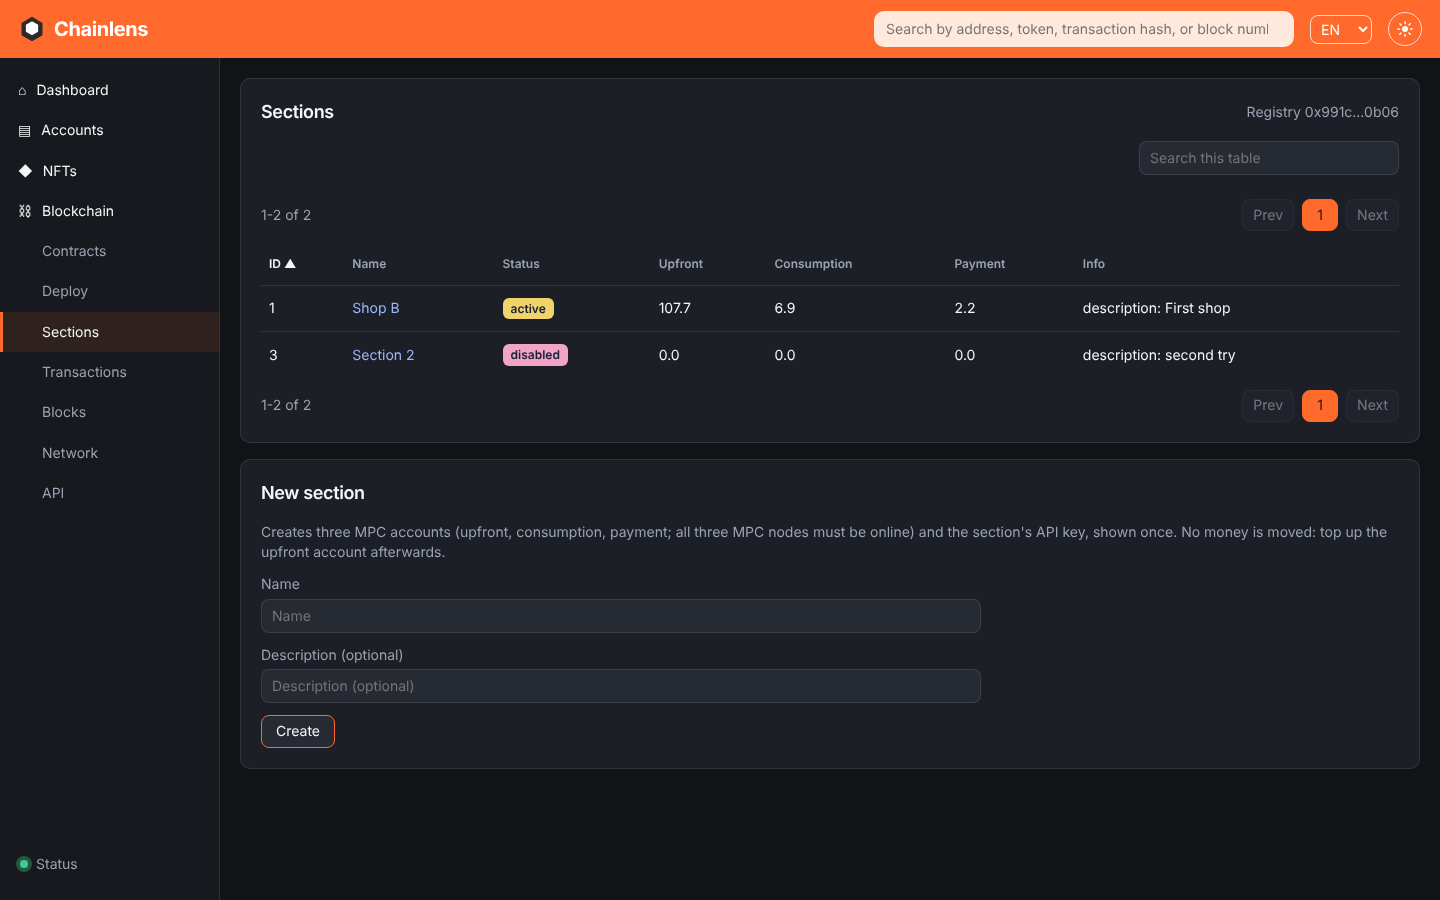 Chainlens
Search by address, token, transaction hash, or block numl
EN
Dashboard
Accounts
NFTs
Blockchain
Contracts
Deploy
Sections
Transactions
Blocks
Network
API
Status
Sections
Registry 0x991c...0b06
Search this table
1-2 of 2
Prev 1 Next
ID ▲ Name Status Upfront Consumption Payment Info
1 Shop B active 107.7 6.9 2.2 description: First shop
3 Section 2 disabled 0.0 0.0 0.0 description: second try
1-2 of 2
Prev 1 Next
New section
Creates three MPC accounts (upfront, consumption, payment; all three MPC nodes must be online) and the section's API key, shown once. No money is moved: top up the
upfront account afterwards.
Name
Name
Description (optional)
Description (optional)
Create